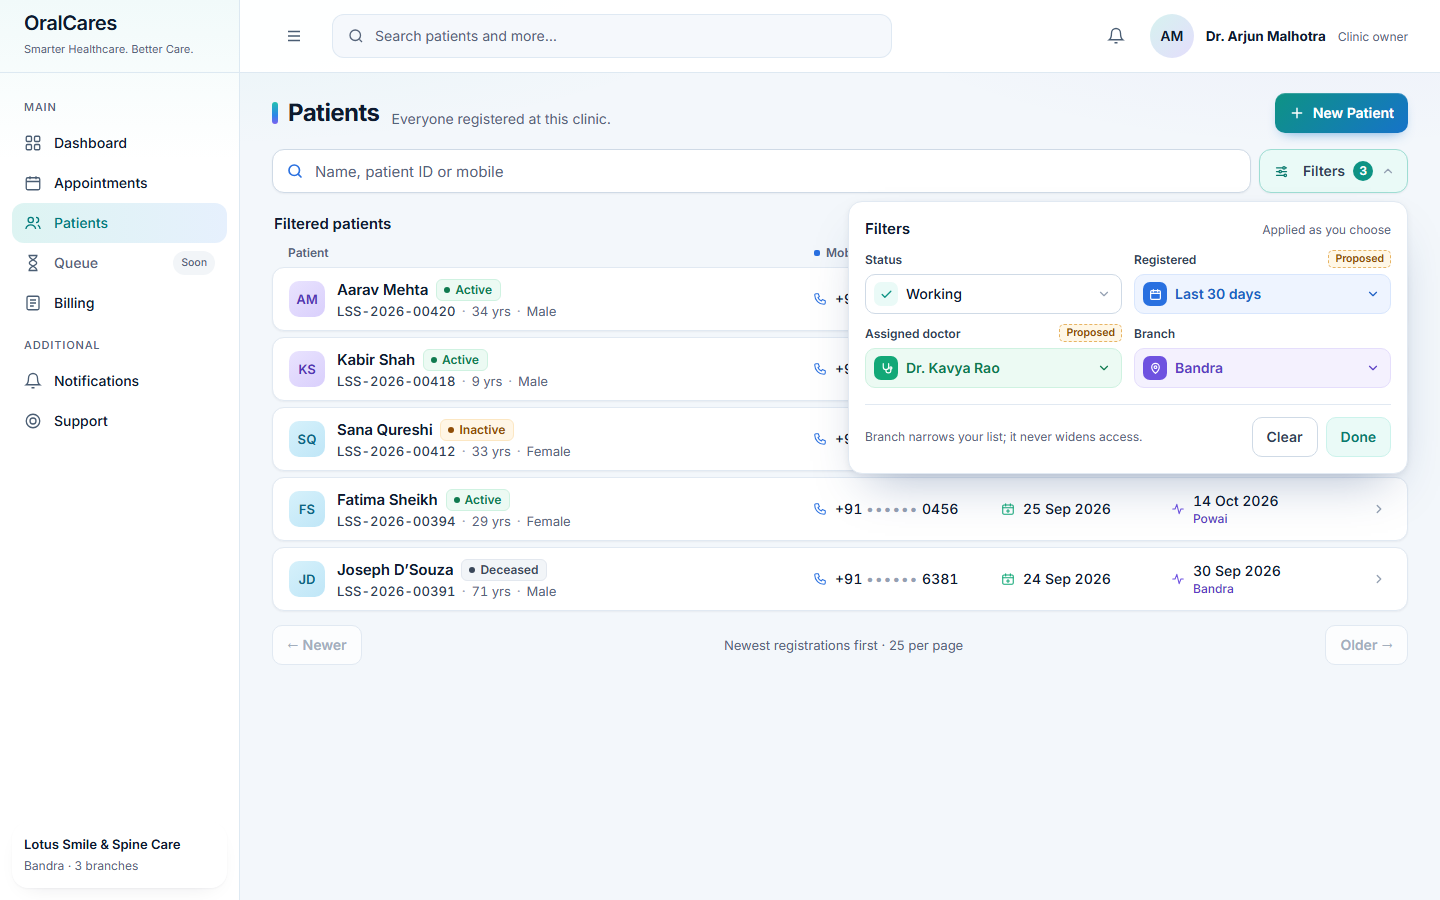 OralCares
Smarter Healthcare. Better Care.
Search patients and more...
AM
Dr. Arjun Malhotra
Clinic owner
MAIN
Dashboard
Appointments
Patients
Queue
Soon
Billing
ADDITIONAL
Notifications
Support
Lotus Smile & Spine Care
Bandra · 3 branches
Patients
Everyone registered at this clinic.
+ New Patient
Name, patient ID or mobile
Filters 3
Filtered patients
Patient
Filters
Applied as you choose
Status
Working
Registered
Proposed
Last 30 days
Assigned doctor
Proposed
Dr. Kavya Rao
Branch
Bandra
Branch narrows your list; it never widens access.
Clear
Done
AM
Aarav Mehta
Active
LSS-2026-00420 · 34 yrs · Male
KS
Kabir Shah
Active
LSS-2026-00418 · 9 yrs · Male
SQ
Sana Qureshi
Inactive
LSS-2026-00412 · 33 yrs · Female
FS
Fatima Sheikh
Active
LSS-2026-00394 · 29 yrs · Female
+91 •••••• 0456
25 Sep 2026
14 Oct 2026
Powai
JD
Joseph D’Souza
Deceased
LSS-2026-00391 · 71 yrs · Male
+91 •••••• 6381
24 Sep 2026
30 Sep 2026
Bandra
← Newer
Newest registrations first · 25 per page
Older →